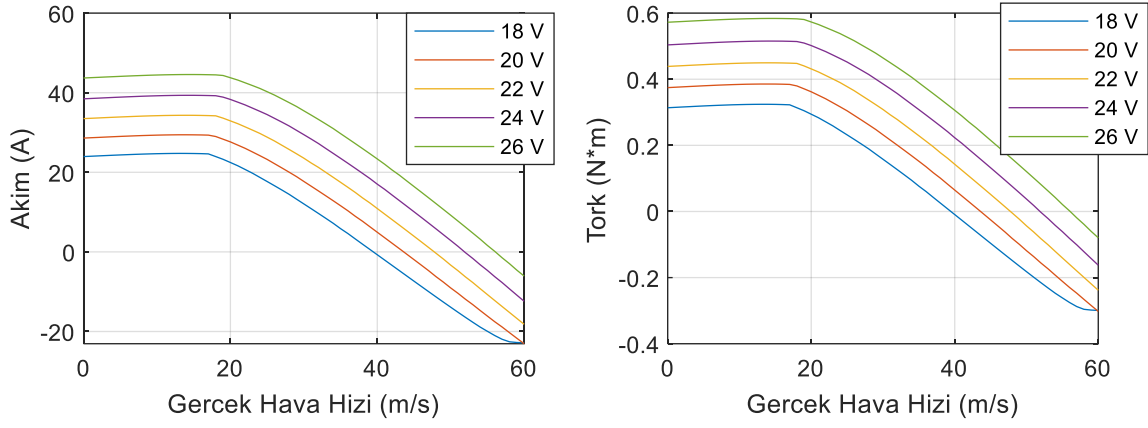 60
40
20
0
-20
0
20
40
60
Akim (A)
Gercek Hava Hizi (m/s)
18 V
20 V
22 V
24 V
26 V
0.6
0.4
0.2
0
-0.2
-0.4
0
20
40
60
Tork (N*m)
Gercek Hava Hizi (m/s)
18 V
20 V
22 V
24 V
26 V